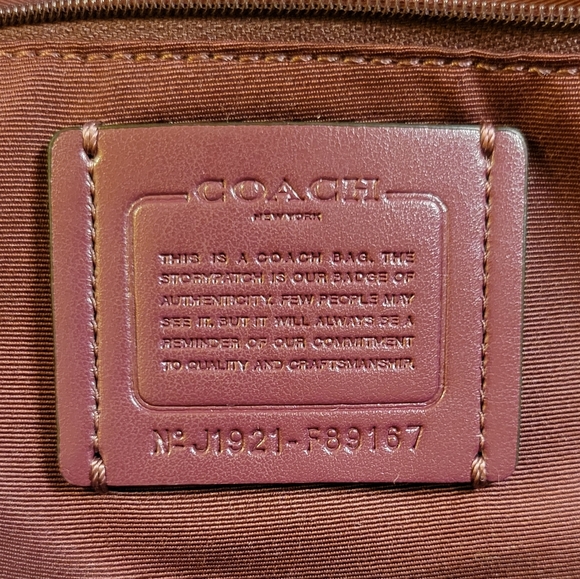 COACH
NEW YORK
THIS IS A COACH BAG. THE
STORYPATCH IS OUR BADGE OF
AUTHENTICITY. FEW PEOPLE MAY
SEE IT, BUT IT WILL ALWAYS BE A
REMINDER OF OUR COMMITMENT
TO QUALITY AND CRAFTSMANSHIP.
Nº J1921-F89167